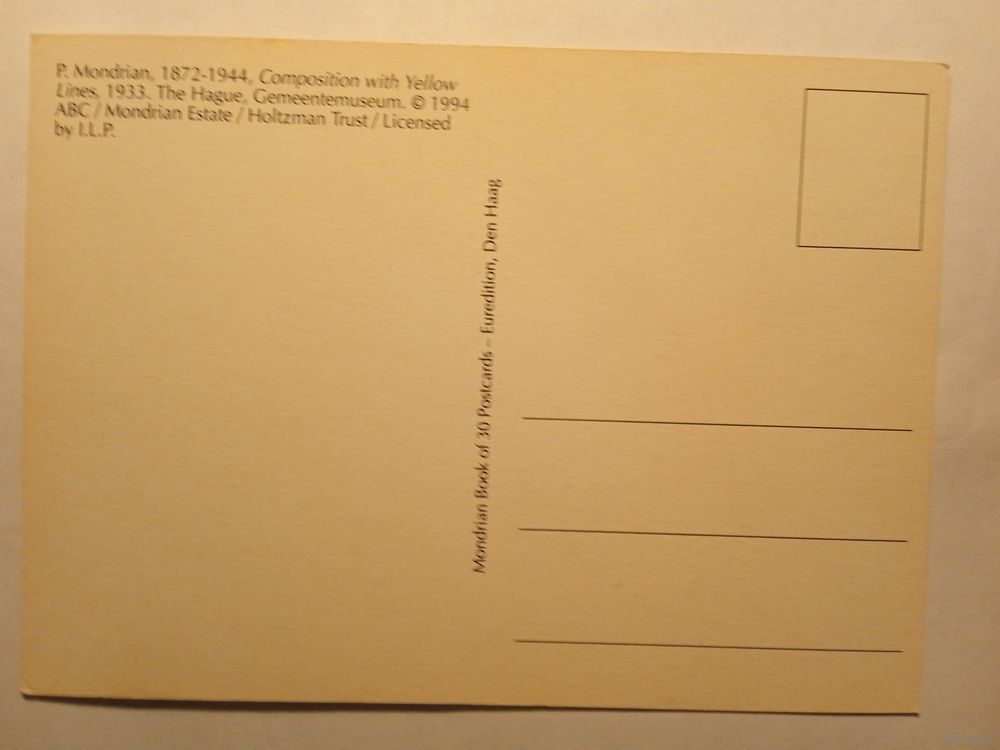 P. Mondrian, 1872-1944, Composition with Yellow
Lines, 1933. The Hague, Gemeentemuseum. © 1994
ABC / Mondrian Estate / Holtzman Trust / Licensed
by I.L.P.
Mondrian Book of 30 Postcards – Euredition, Den Haag